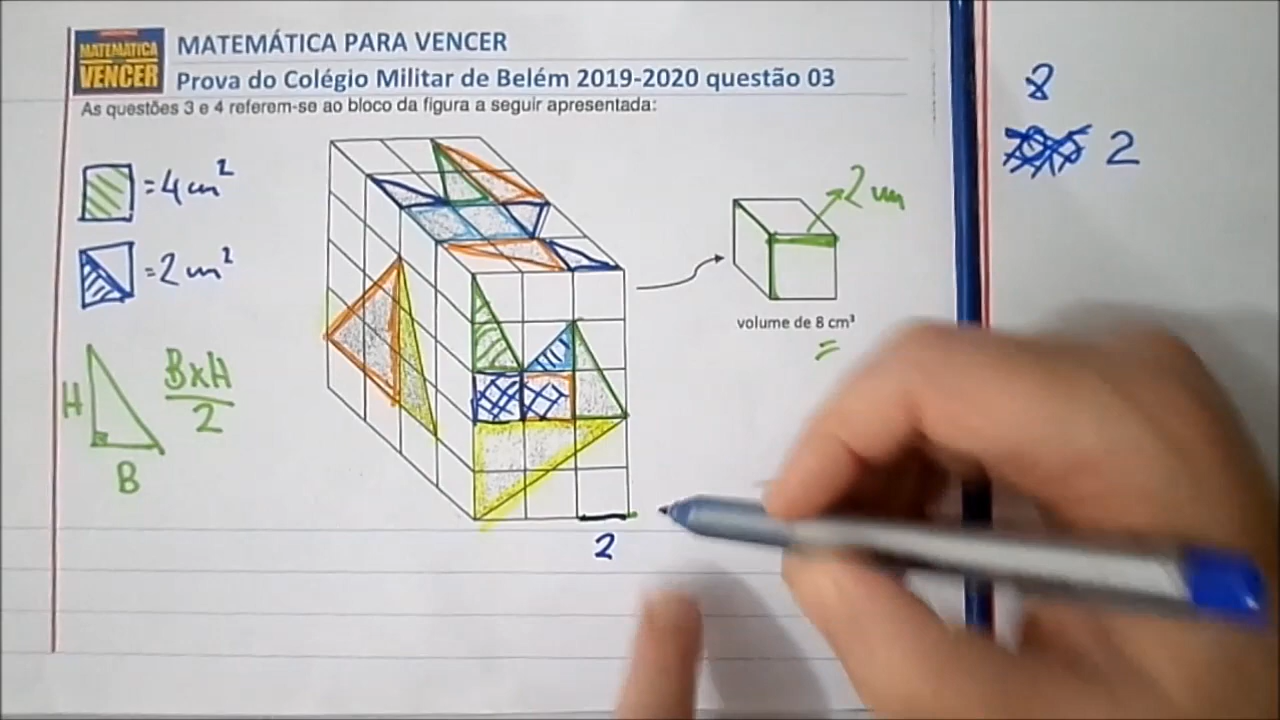 MATEMÁTICA
VENCER
MATEMÁTICA PARA VENCER
Prova do Colégio Militar de Belém 2019-2020 questão 03
As questões 3 e 4 referem-se ao bloco da figura a seguir apresentada:
8
2
= 4 cm²
2 cm
= 2 cm²
volume de 8 cm³
=
H
BxH
2
B
2